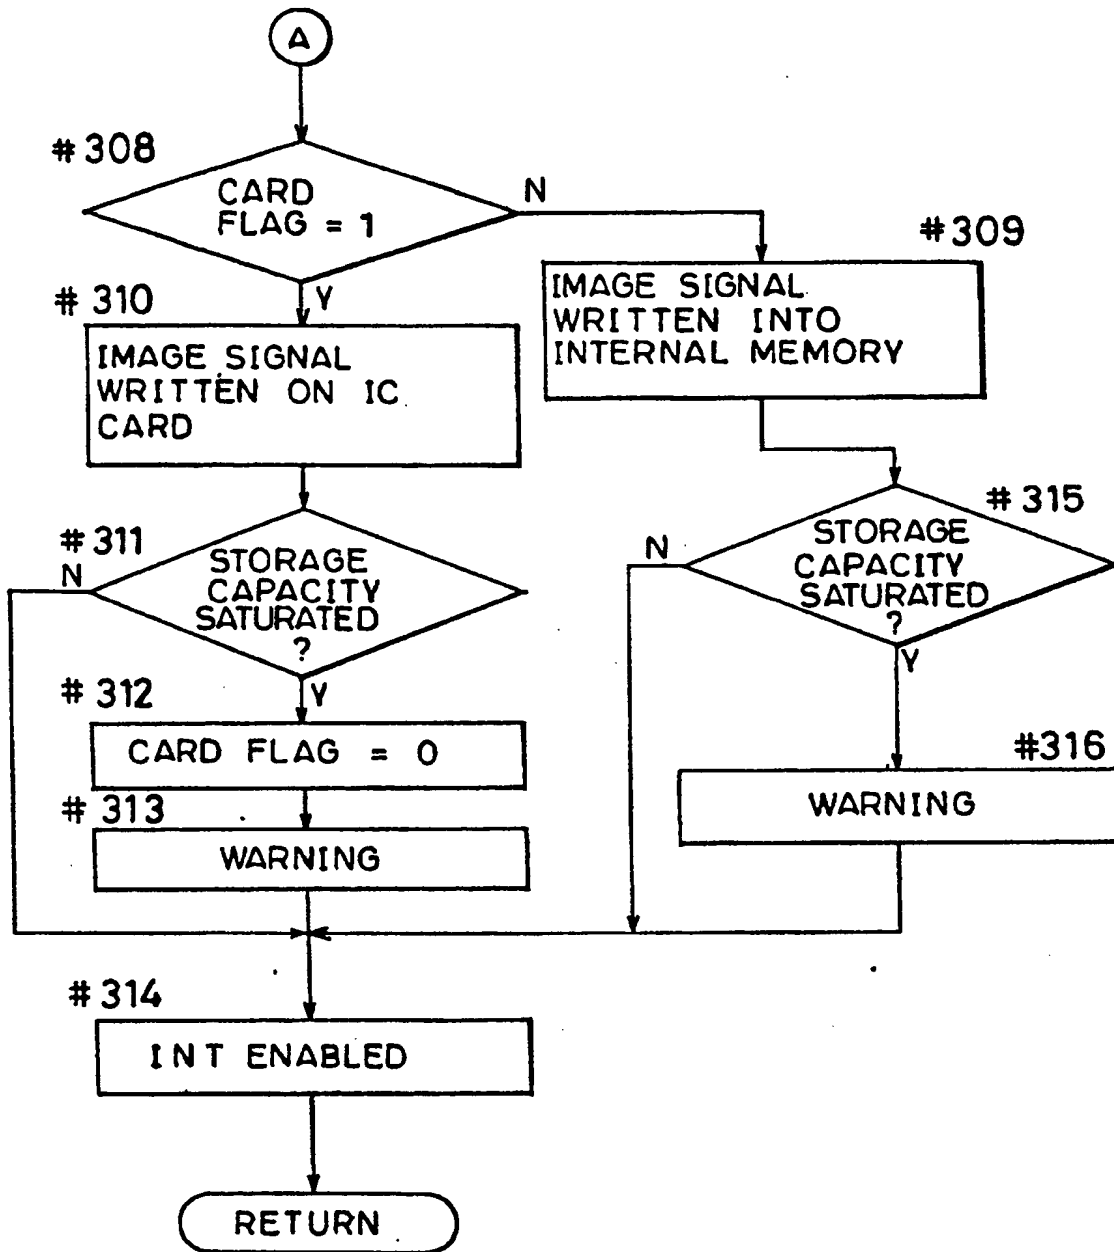 A
#308
CARD
FLAG = 1
N
Y
#309
IMAGE SIGNAL
WRITTEN INTO
INTERNAL MEMORY
#310
IMAGE SIGNAL
WRITTEN ON IC
CARD
#311
STORAGE
CAPACITY
SATURATED
?
N
Y
#315
STORAGE
CAPACITY
SATURATED
?
N
Y
#312
CARD FLAG = 0
#313
WARNING
#316
WARNING
#314
INT ENABLED
RETURN